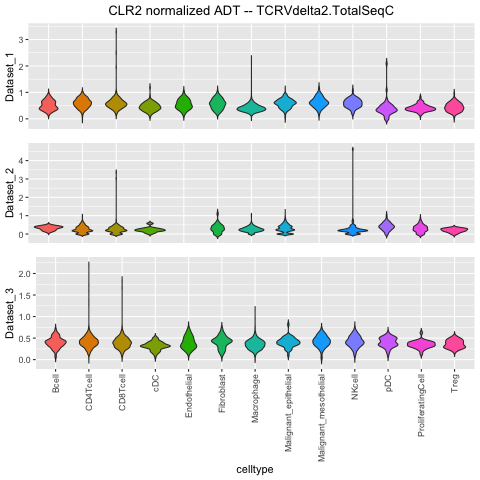 CLR2 normalized ADT -- TCRVdelta2.TotalSeqC
Dataset_1
3
2
1
0
Dataset_2
4
3
2
1
0
Dataset_3
2.0
1.5
1.0
0.5
0.0
Bcell
CD4Tcell
CD8Tcell
cDC
Endothelial
Fibroblast
Macrophage
Malignant_epithelial
Malignant_mesothelial
NKcell
pDC
ProliferatingCell
Treg
celltype